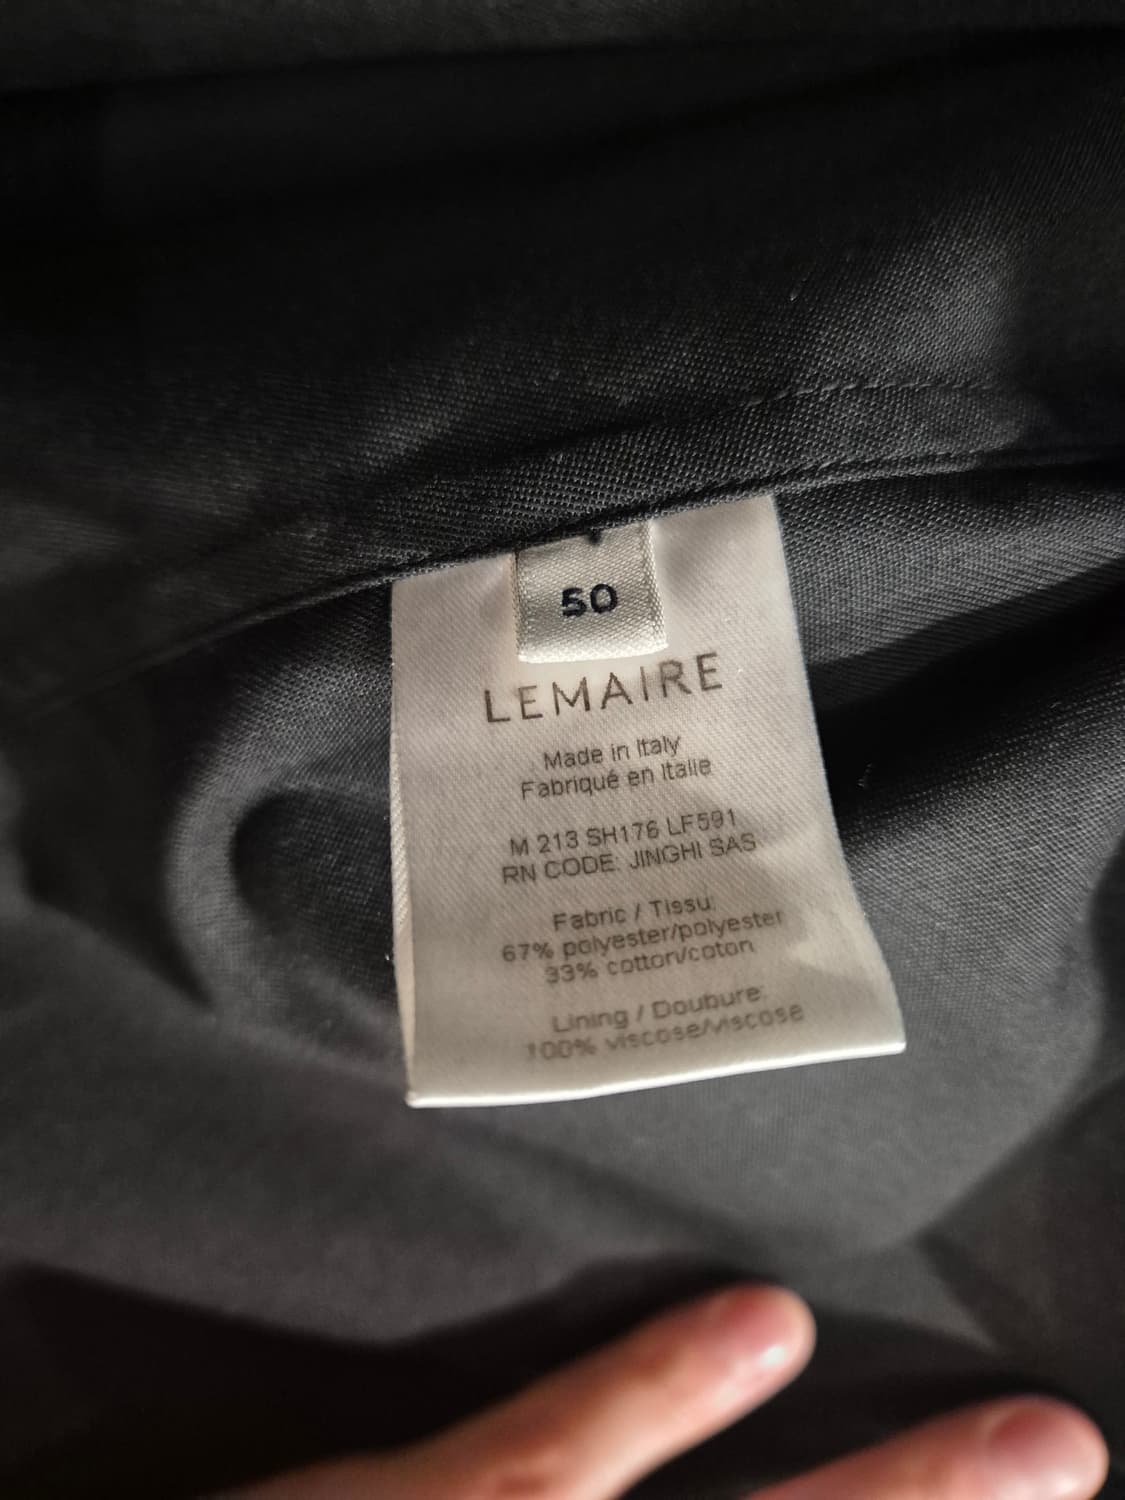 50
LEMAIRE
Made in Italy
Fabriqué en Italie
M 213 SH176 LF591
RN CODE: JINGHI SAS
Fabric / Tissu:
67% polyester/polyester
33% cotton/coton
Lining / Doubure:
100% viscose/viscose